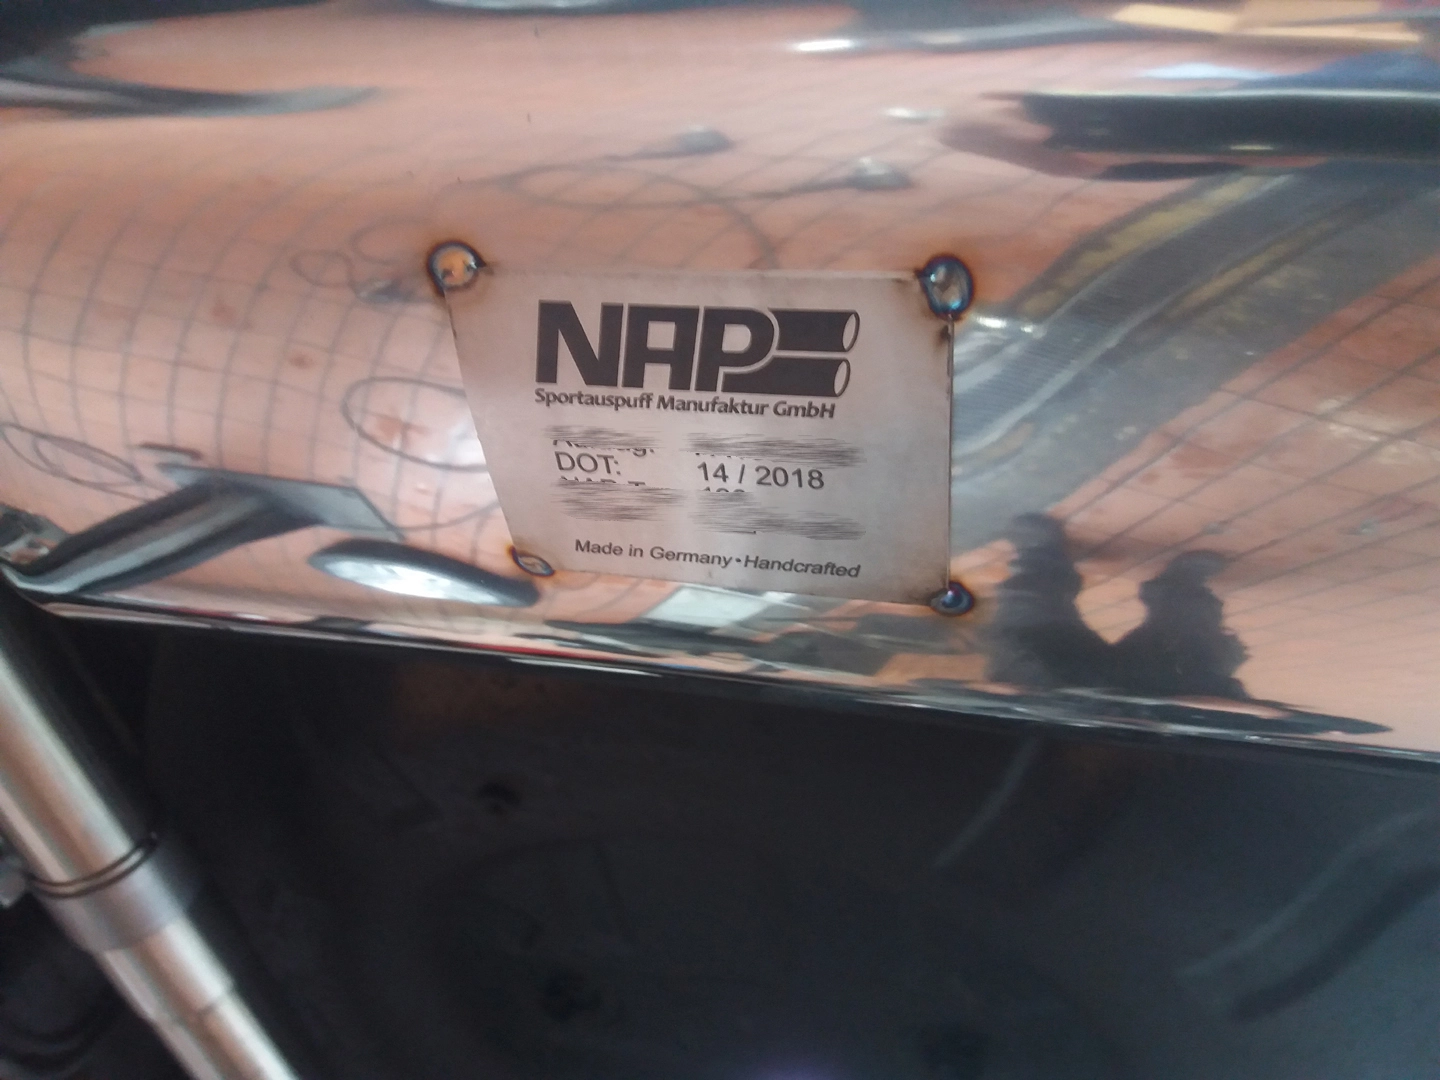 NAP
Sportauspuff Manufaktur GmbH
DOT: 14 / 2018
Made in Germany • Handcrafted